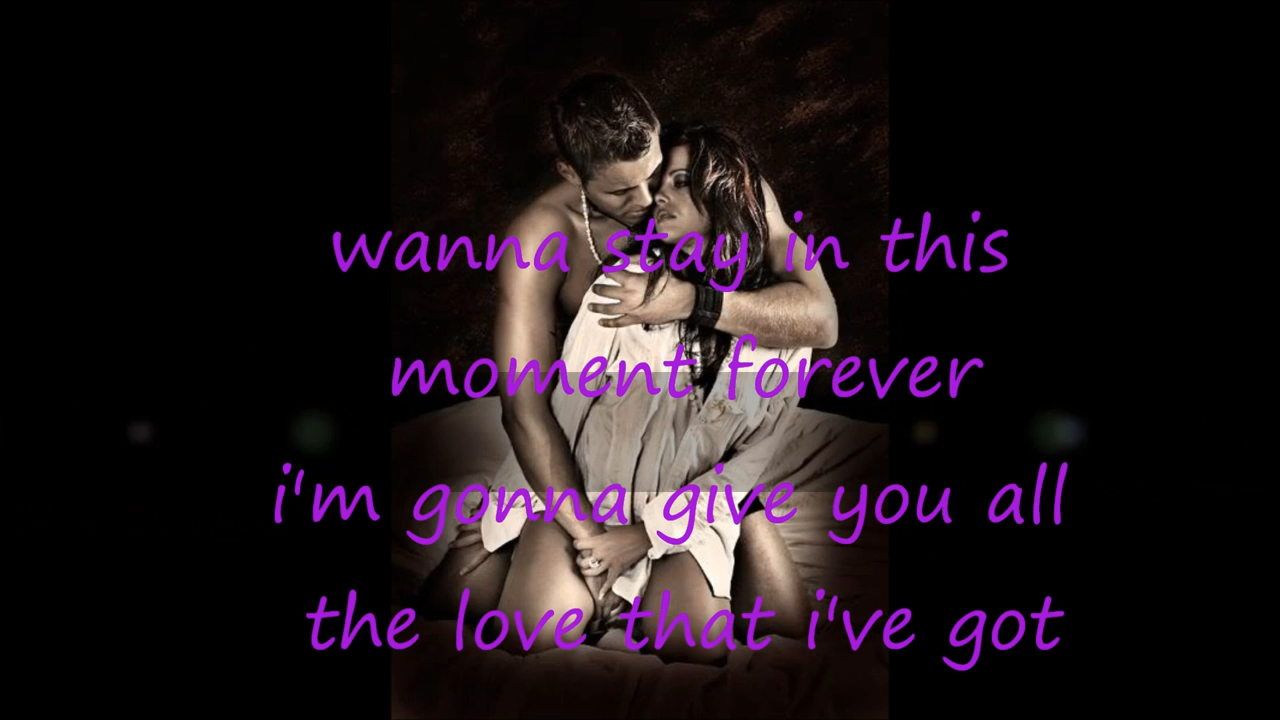 wanna stay in this
moment forever
i'm gonna give you all
the love that i've got